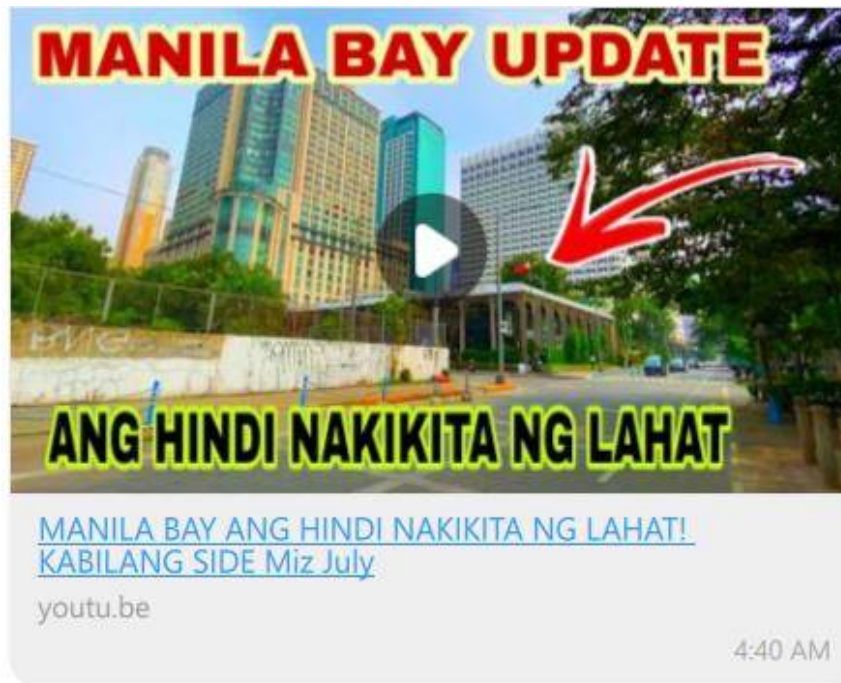 MANILA BAY UPDATE
ANG HINDI NAKIKITA NG LAHAT
MANILA BAY ANG HINDI NAKIKITA NG LAHAT!
KABILANG SIDE Miz July
youtu.be
4:40 AM